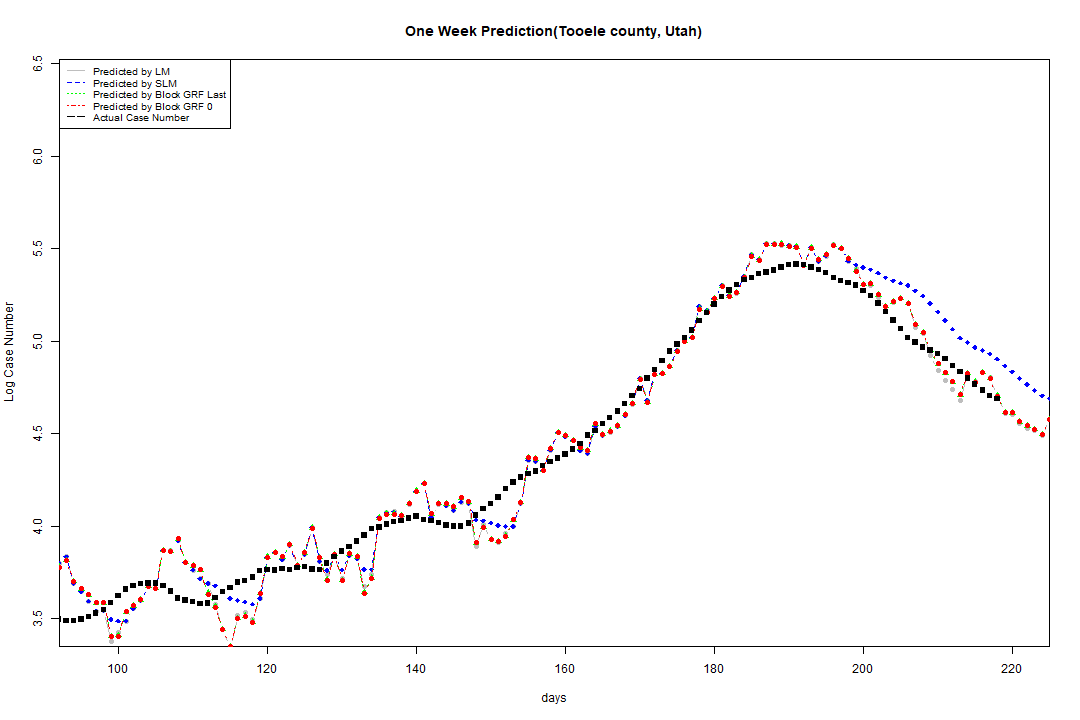 One Week Prediction(Tooele county, Utah)
6.5
6.0
5.5
5.0
4.5
4.0
3.5
Log Case Number
Predicted by LM
Predicted by SLM
Predicted by Block GRF Last
Predicted by Block GRF 0
Actual Case Number
100 120 140 160 180 200 220
days